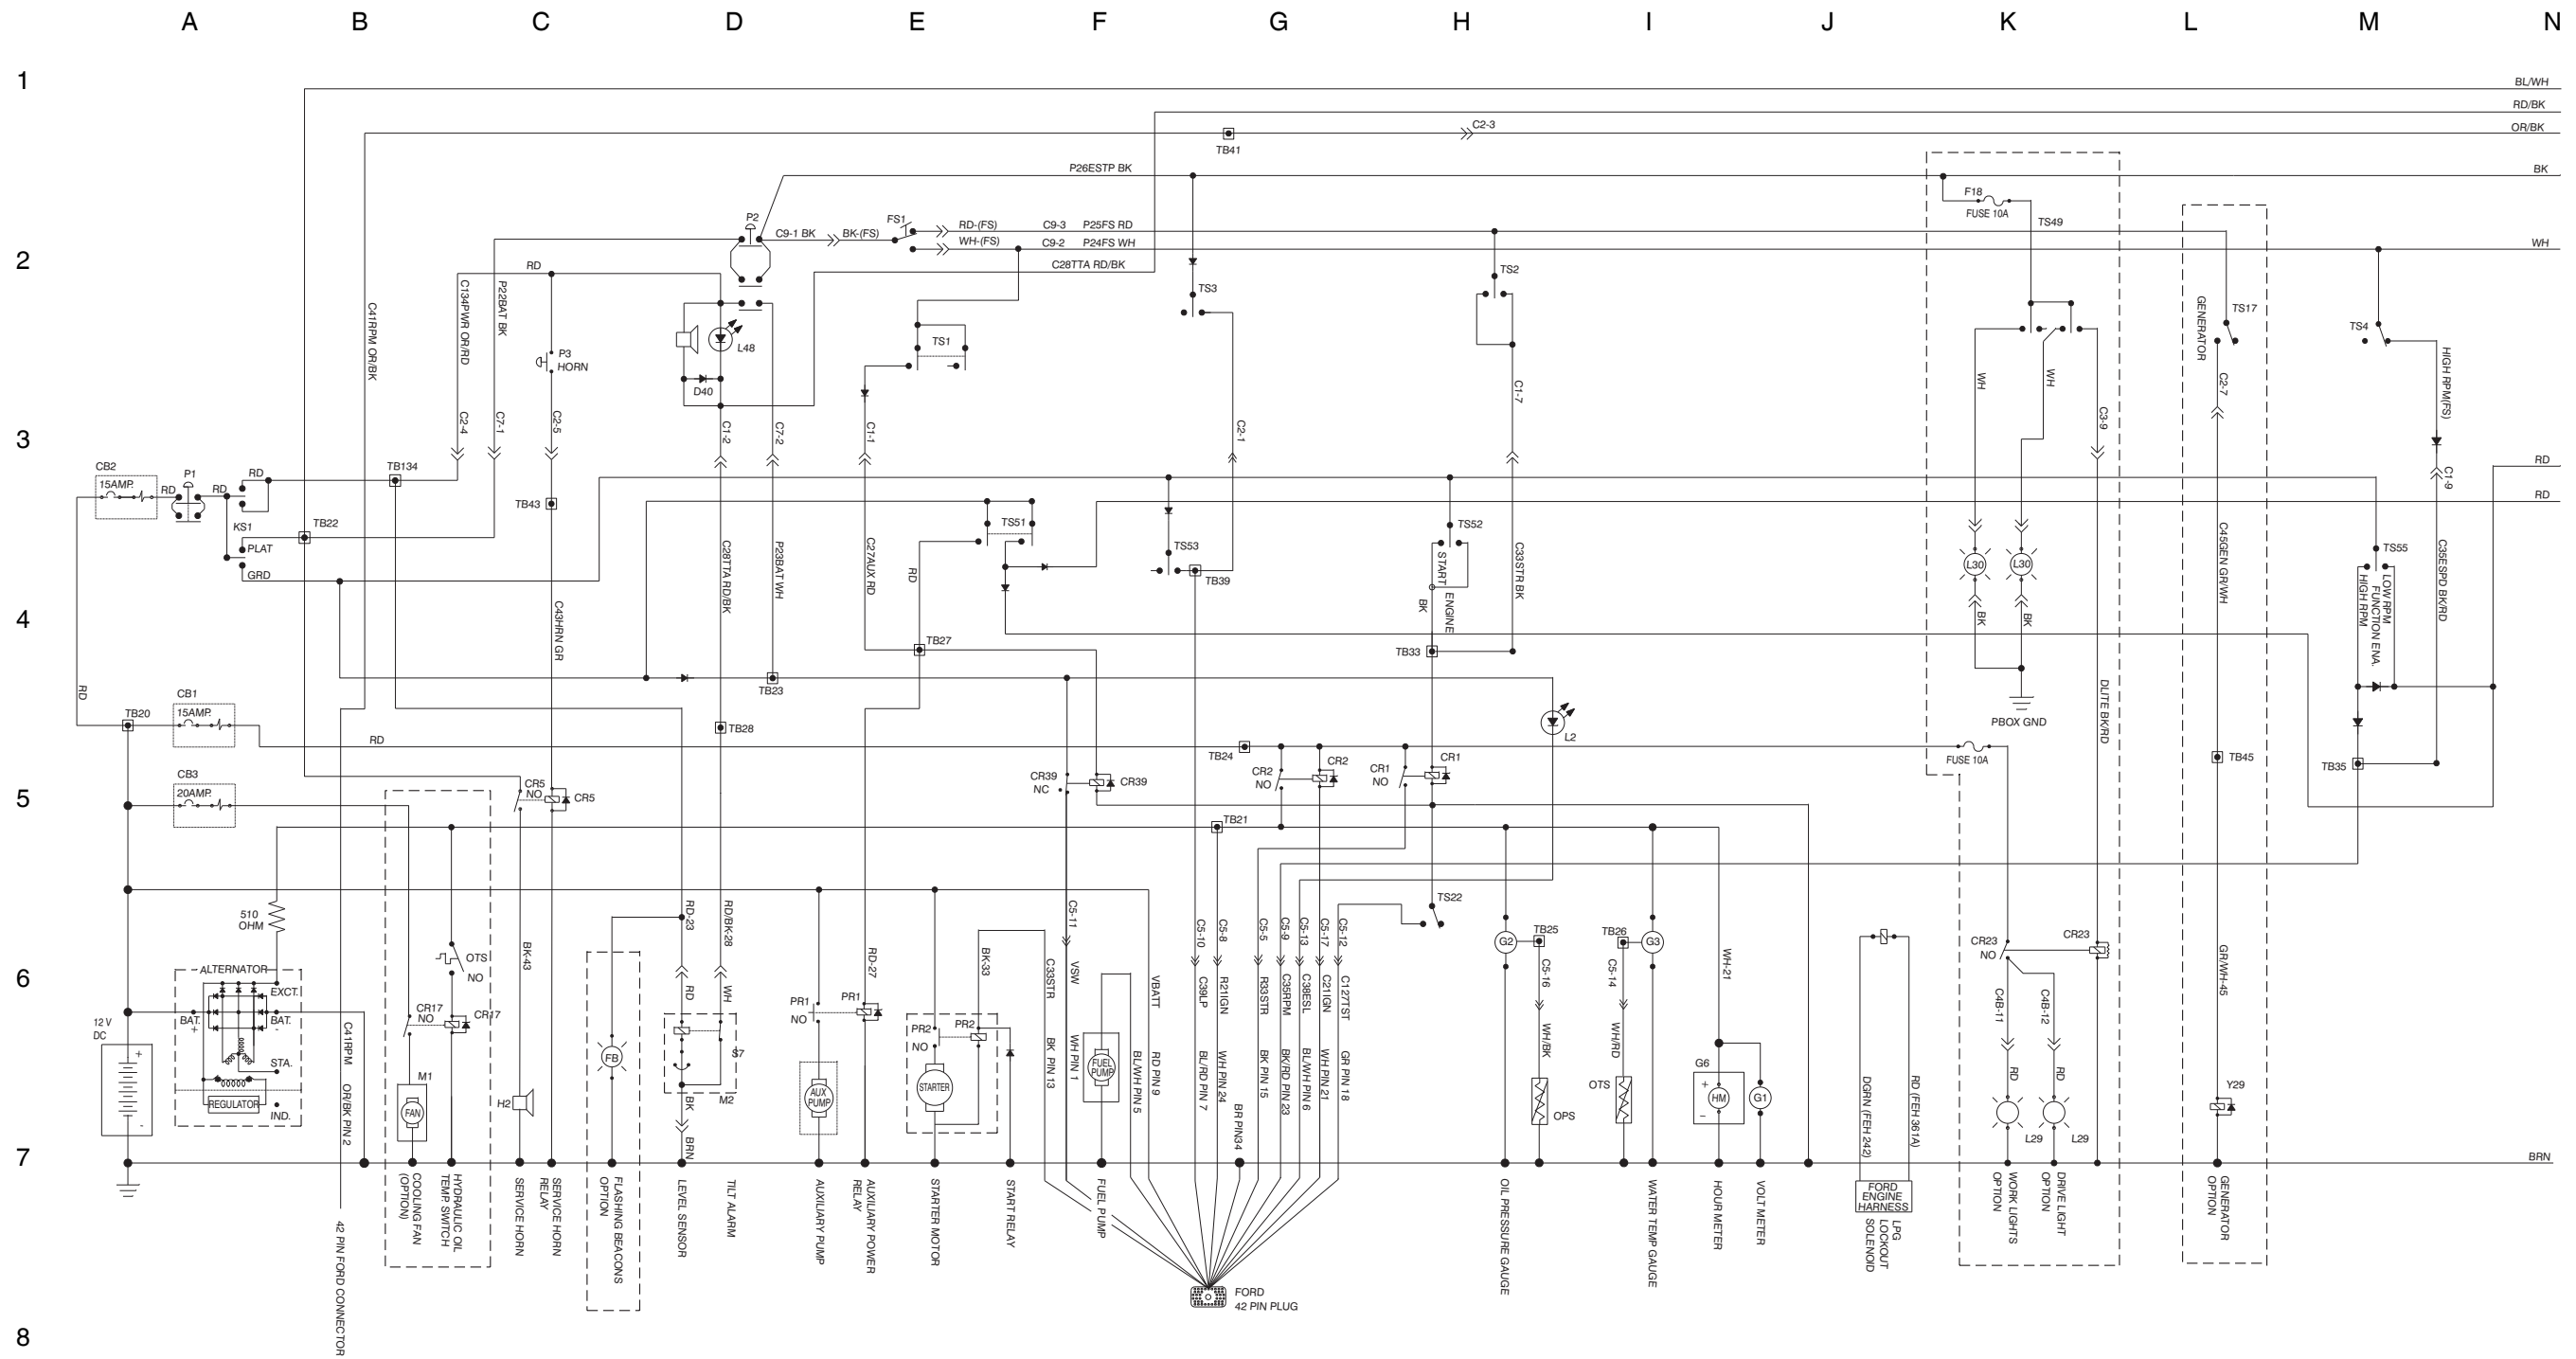 A B C D E F G H I J K L M N
1
BL/WH
RD/BK
C2-3
OR/BK
TB41
P26ESTP BK
BK
F18
FUSE 10A
P2
FS1
RD-(FS)
C9-3
P25FS RD
TS49
C9-1 BK
BK-(FS)
WH-(FS)
C9-2
P24FS WH
WH
2
RD
C28TTA RD/BK
TS2
C41RPM OR/BK
C134PWR OR/RD
P22BAT BK
TS3
GENERATOR
TS17
TS4
L48
TS1
P3
HORN
HIGH RPM(FS)
D40
WH
WH
C2-7
C1-7
3
C2-4
C7-1
C2-5
C1-2
C7-2
C1-1
C2-1
C3-9
RD
CB2
P1
RD
TB134
15AMP.
RD
RD
C1-9
RD
TB43
KS1
TB22
TS51
TS52
PLAT
TS53
TS55
GRD
TB39
START
ENGINE
BK
C33STR BK
L30
L30
C28TTA RD/BK
P23BAT WH
C27AUX RD
RD
C45GEN GR/WH
HIGH RPM
LOW RPM
FUNCTION ENA.
C35ESPD BK/RD
4
C43HRN GR
BK
BK
TB27
TB33
TB23
RD
CB1
15AMP.
TB20
TB28
PBOX GND
DLITE BK/RD
L2
RD
TB24
FUSE 10A
TB45
TB35
CB3
20AMP.
CR5
NO
CR5
CR39
NC
CR39
CR2
NO
CR2
CR1
NO
CR1
5
TB21
TS22
510
OHM
RD-23
RD/BK-28
C5-11
C5-10
C5-8
C5-5
C5-9
C5-13
C5-17
C5-12
G2
TB25
TB26
G3
CR23
NO
CR23
BK-43
RD-27
BK-33
C33STR
VSW
VBATT
C39LP
R21IGN
R33STR
C35RPM
C38ESL
C21IGN
C127TST
C5-16
C5-14
WH-21
GR/WH-45
6
ALTERNATOR
OTS
NO
EXCT.
RD
WH
PR1
NO
PR1
C4B-11
C4B-12
BAT.
+
BAT.
-
CR17
NO
CR17
12 V
DC
C41RPM
OR/BK PIN 2
PR2
NO
PR2
S7
FB
STA.
M1
FAN
REGULATOR
IND.
H2
BK
M2
AUX
PUMP
STARTER
FUEL
PUMP
BK PIN 13
WH PIN 1
BL/WH PIN 5
RD PIN 9
BL/RD PIN 7
WH PIN 24
BR PIN34
BK PIN 15
BK/RD PIN 23
BL/WH PIN 6
WH PIN 21
GR PIN 18
WH/BK
WH/RD
OPS
OTS
G6
+
HM
-
G1
DGRN (FEH 242)
RD (FEH 361A)
RD
RD
L29
L29
Y29
+
-
7
BRN
BRN
42 PIN FORD CONNECTOR
COOLING FAN
(OPTION)
HYDRAULIC OIL
TEMP SWITCH
SERVICE HORN
SERVICE HORN
RELAY
FLASHING BEACONS
OPTION
LEVEL SENSOR
TILT ALARM
AUXILIARY PUMP
AUXILIARY POWER
RELAY
STARTER MOTOR
START RELAY
FUEL PUMP
OIL PRESSURE GAUGE
WATER TEMP GAUGE
HOUR METER
VOLT METER
FORD
ENGINE
HARNESS
LPG
LOCKOUT
SOLENOID
WORK LIGHTS
OPTION
DRIVE LIGHT
OPTION
GENERATOR
OPTION
FORD
42 PIN PLUG
8